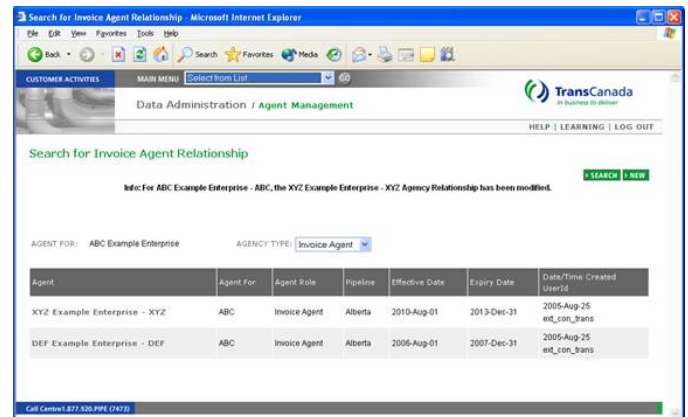 Search for Invoice Agent Relationship - Microsoft Internet Explorer
File Edit View Favorites Tools Help
Back Search Favorites Media
CUSTOMER ACTIVITIES MAIN MENU Select from List GO
TransCanada
In business to deliver
Data Administration / Agent Management
HELP | LEARNING | LOG OUT
Search for Invoice Agent Relationship
SEARCH NEW
Info: For ABC Example Enterprise - ABC, the XYZ Example Enterprise - XYZ Agency Relationship has been modified.
AGENT FOR: ABC Example Enterprise AGENCY TYPE: Invoice Agent
Agent Agent For Agent Role Pipeline Effective Date Expiry Date Date/Time Created
UserId
XYZ Example Enterprise - XYZ ABC Invoice Agent Alberta 2010-Aug-01 2013-Dec-31 2005-Aug-25
ext_con_trans
DEF Example Enterprise - DEF ABC Invoice Agent Alberta 2006-Aug-01 2007-Dec-31 2005-Aug-25
ext_con_trans
Call Centre1.877.920.PIPE (7473)